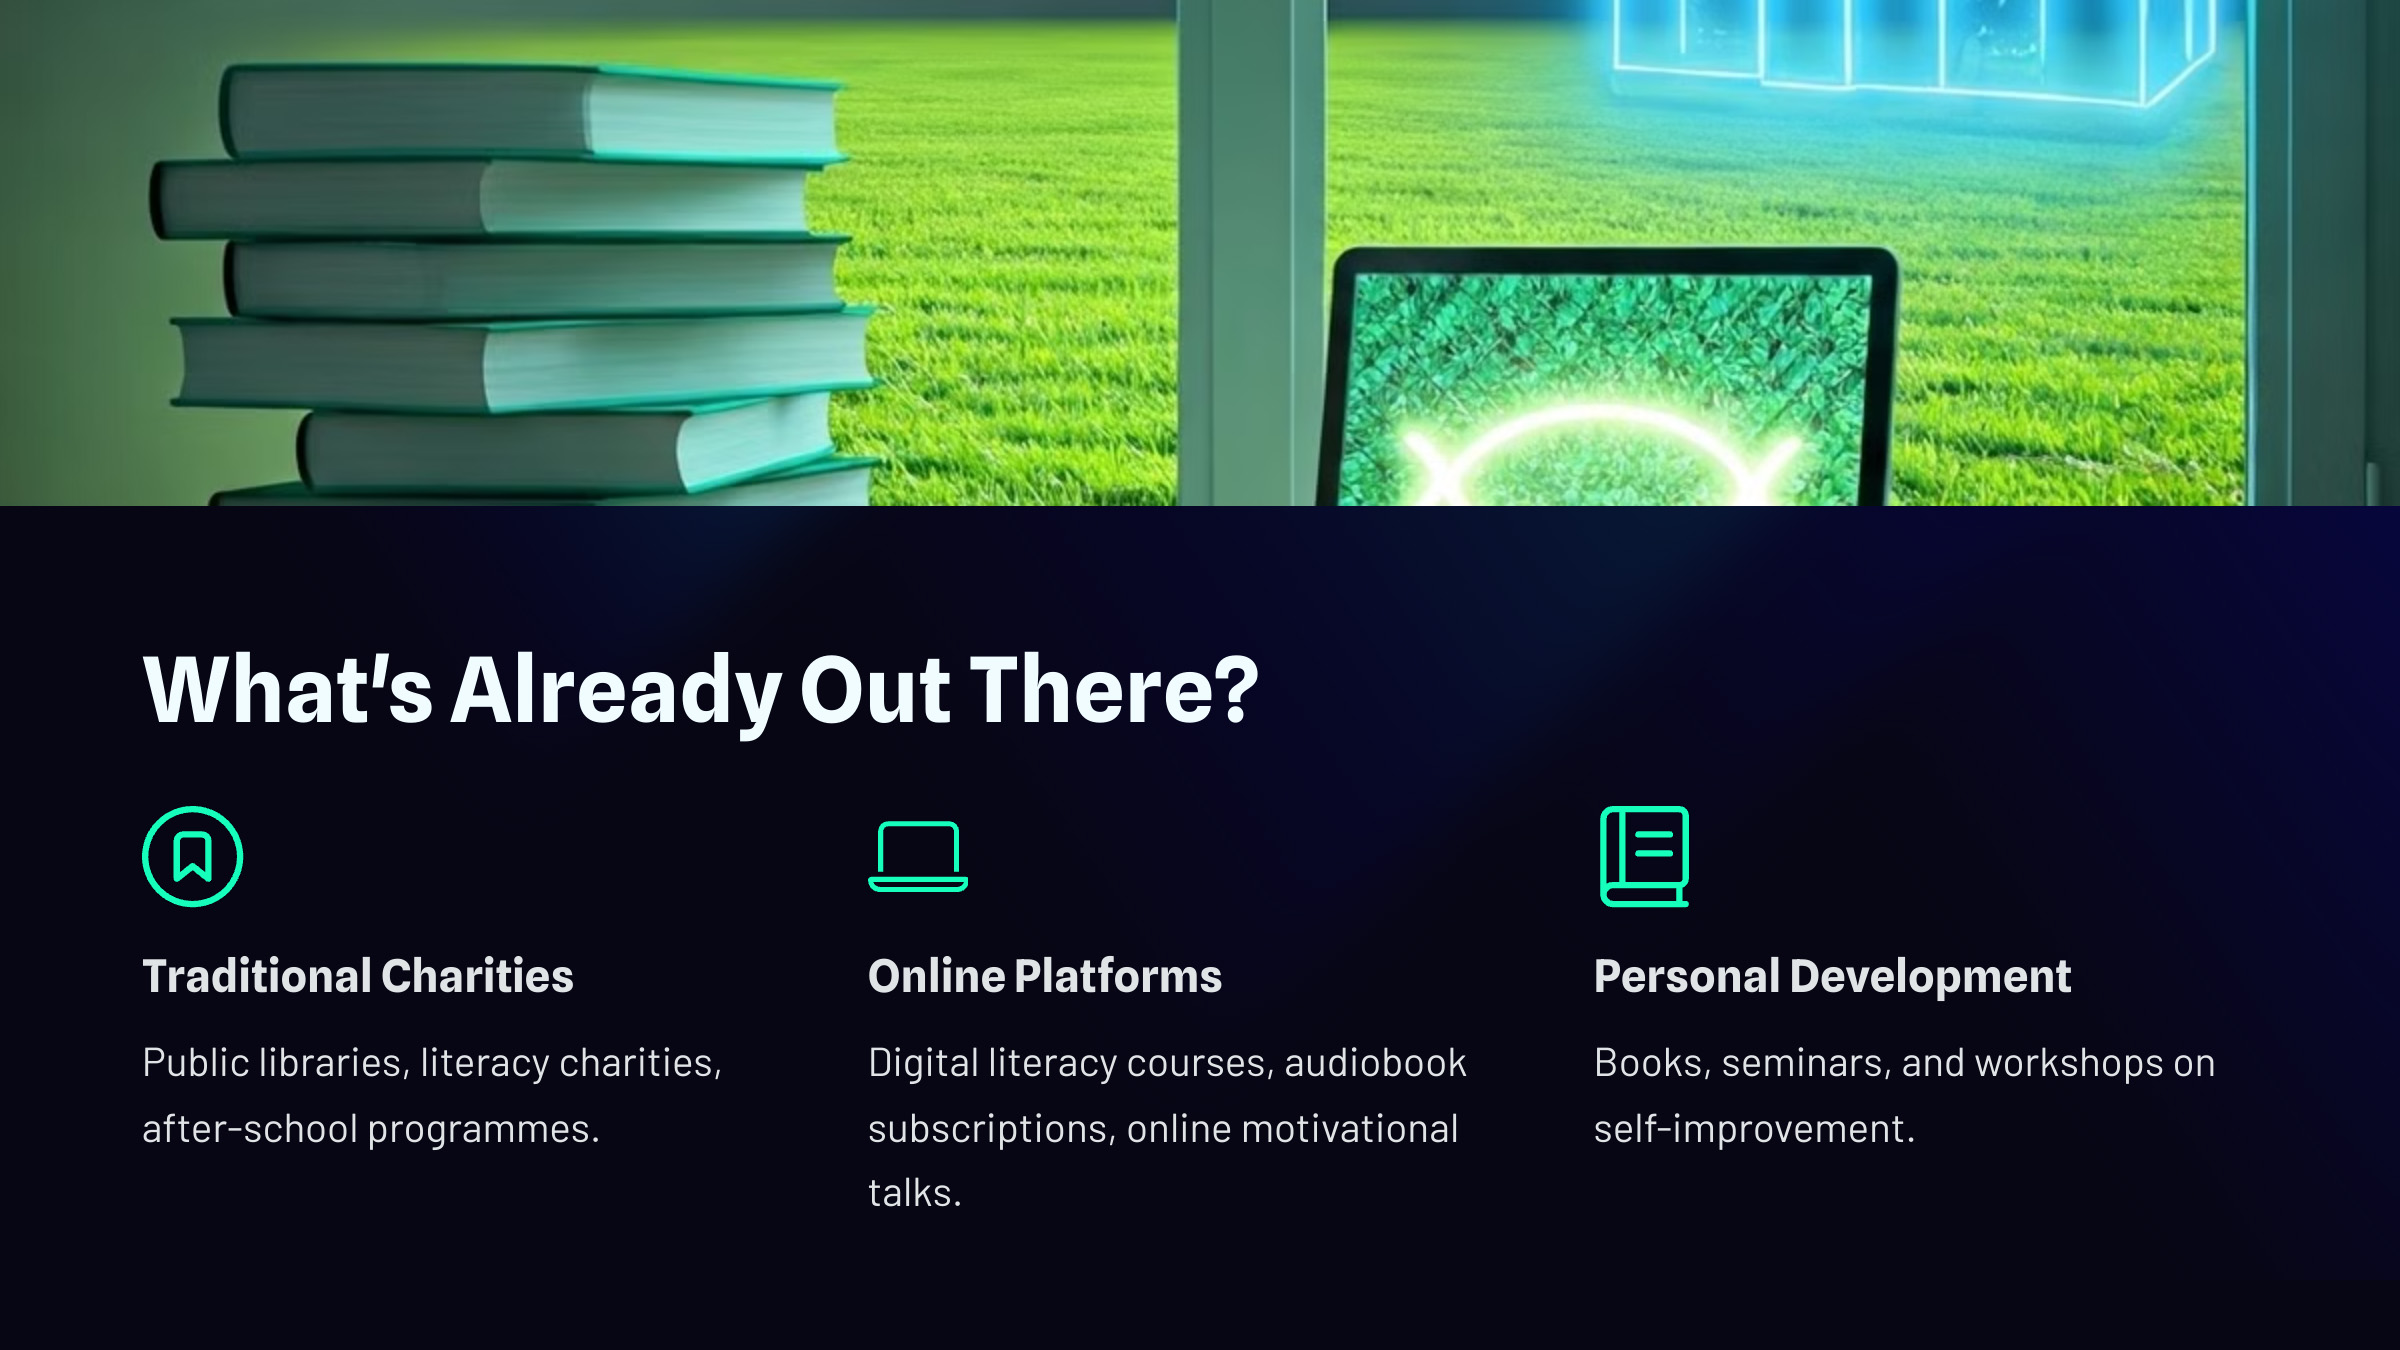 What's Already Out There?
Traditional Charities
Public libraries, literacy charities,
after-school programmes.
Online Platforms
Digital literacy courses, audiobook
subscriptions, online motivational
talks.
Personal Development
Books, seminars, and workshops on
self-improvement.